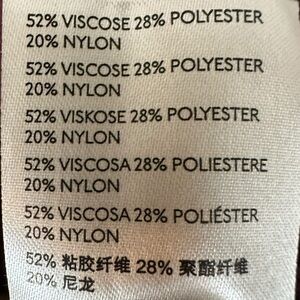 52% VISCOSE 28% POLYESTER
20% NYLON
52% VISCOSE 28% POLYESTER
20% NYLON
52% VISKOSE 28% POLYESTER
20% NYLON
52% VISCOSA 28% POLIESTERE
20% NYLON
52% VISCOSA 28% POLIÉSTER
20% NYLON
52% 粘胶纤维 28% 聚酯纤维
20% 尼龙